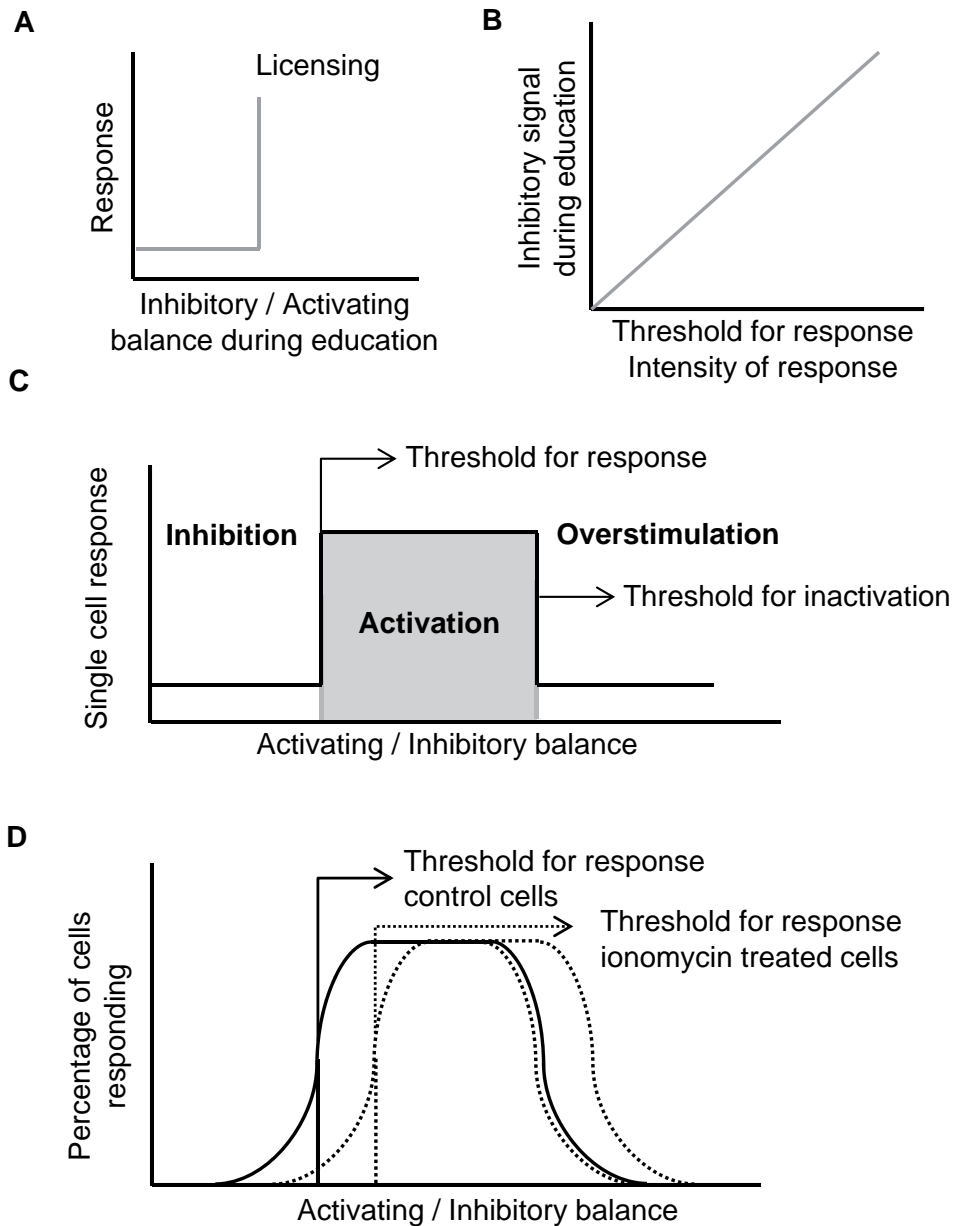 A
Licensing
Response
Inhibitory / Activating
balance during education
B
Inhibitory signal
during education
Threshold for response
Intensity of response
C
Threshold for response
Inhibition
Overstimulation
Threshold for inactivation
Activation
Single cell response
Activating / Inhibitory balance
D
Threshold for response
control cells
Threshold for response
ionomycin treated cells
Percentage of cells
responding
Activating / Inhibitory balance